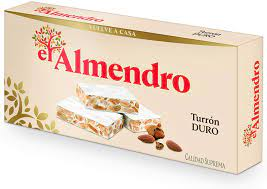 VUELVE A CASA
el Almendro
Turrón
DURO
CALIDAD SUPREMA